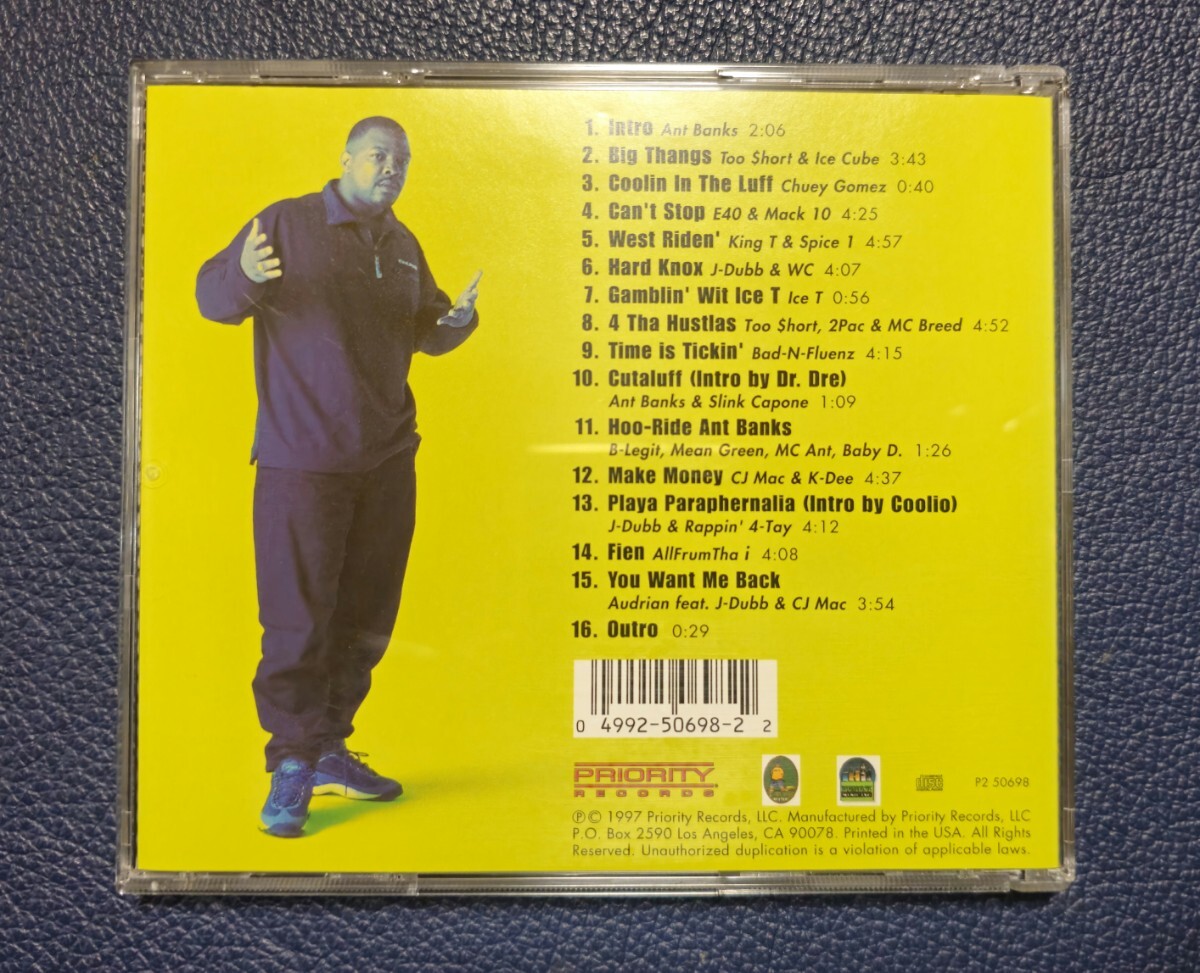 1. Intro Ant Banks 2:06
2. Big Thangs Too $hort & Ice Cube 3:43
3. Coolin In The Luff Chuey Gomez 0:40
4. Can't Stop E40 & Mack 10 4:25
5. West Riden' King T & Spice 1 4:57
6. Hard Knox J-Dubb & WC 4:07
7. Gamblin' Wit Ice T Ice T 0:56
8. 4 Tha Hustlas Too $hort, 2Pac & MC Breed 4:52
9. Time is Tickin' Bad-N-Fluenz 4:15
10. Cutaluff (Intro by Dr. Dre)
Ant Banks & Slink Capone 1:09
11. Hoo-Ride Ant Banks
B-Legit, Mean Green, MC Ant, Baby D. 1:26
12. Make Money CJ Mac & K-Dee 4:37
13. Playa Paraphernalia (Intro by Coolio)
J-Dubb & Rappin' 4-Tay 4:12
14. Fien AllFrumTha i 4:08
15. You Want Me Back
Audrian feat. J-Dubb & CJ Mac 3:54
16. Outro 0:29
0 4992-50698-2 2
PRIORITY
RECORDS
disc
P2 50698
℗© 1997 Priority Records, LLC. Manufactured by Priority Records, LLC
P.O. Box 2590 Los Angeles, CA 90078. Printed in the USA. All Rights
Reserved. Unauthorized duplication is a violation of applicable laws.